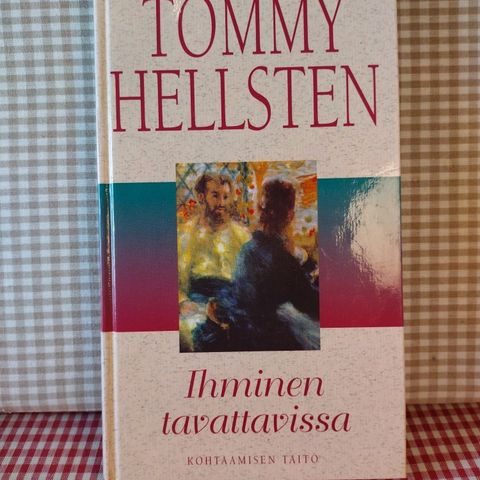 TOMMY
HELLSTEN
Ihminen
tavattavissa
KOHTAAMISEN TAITO